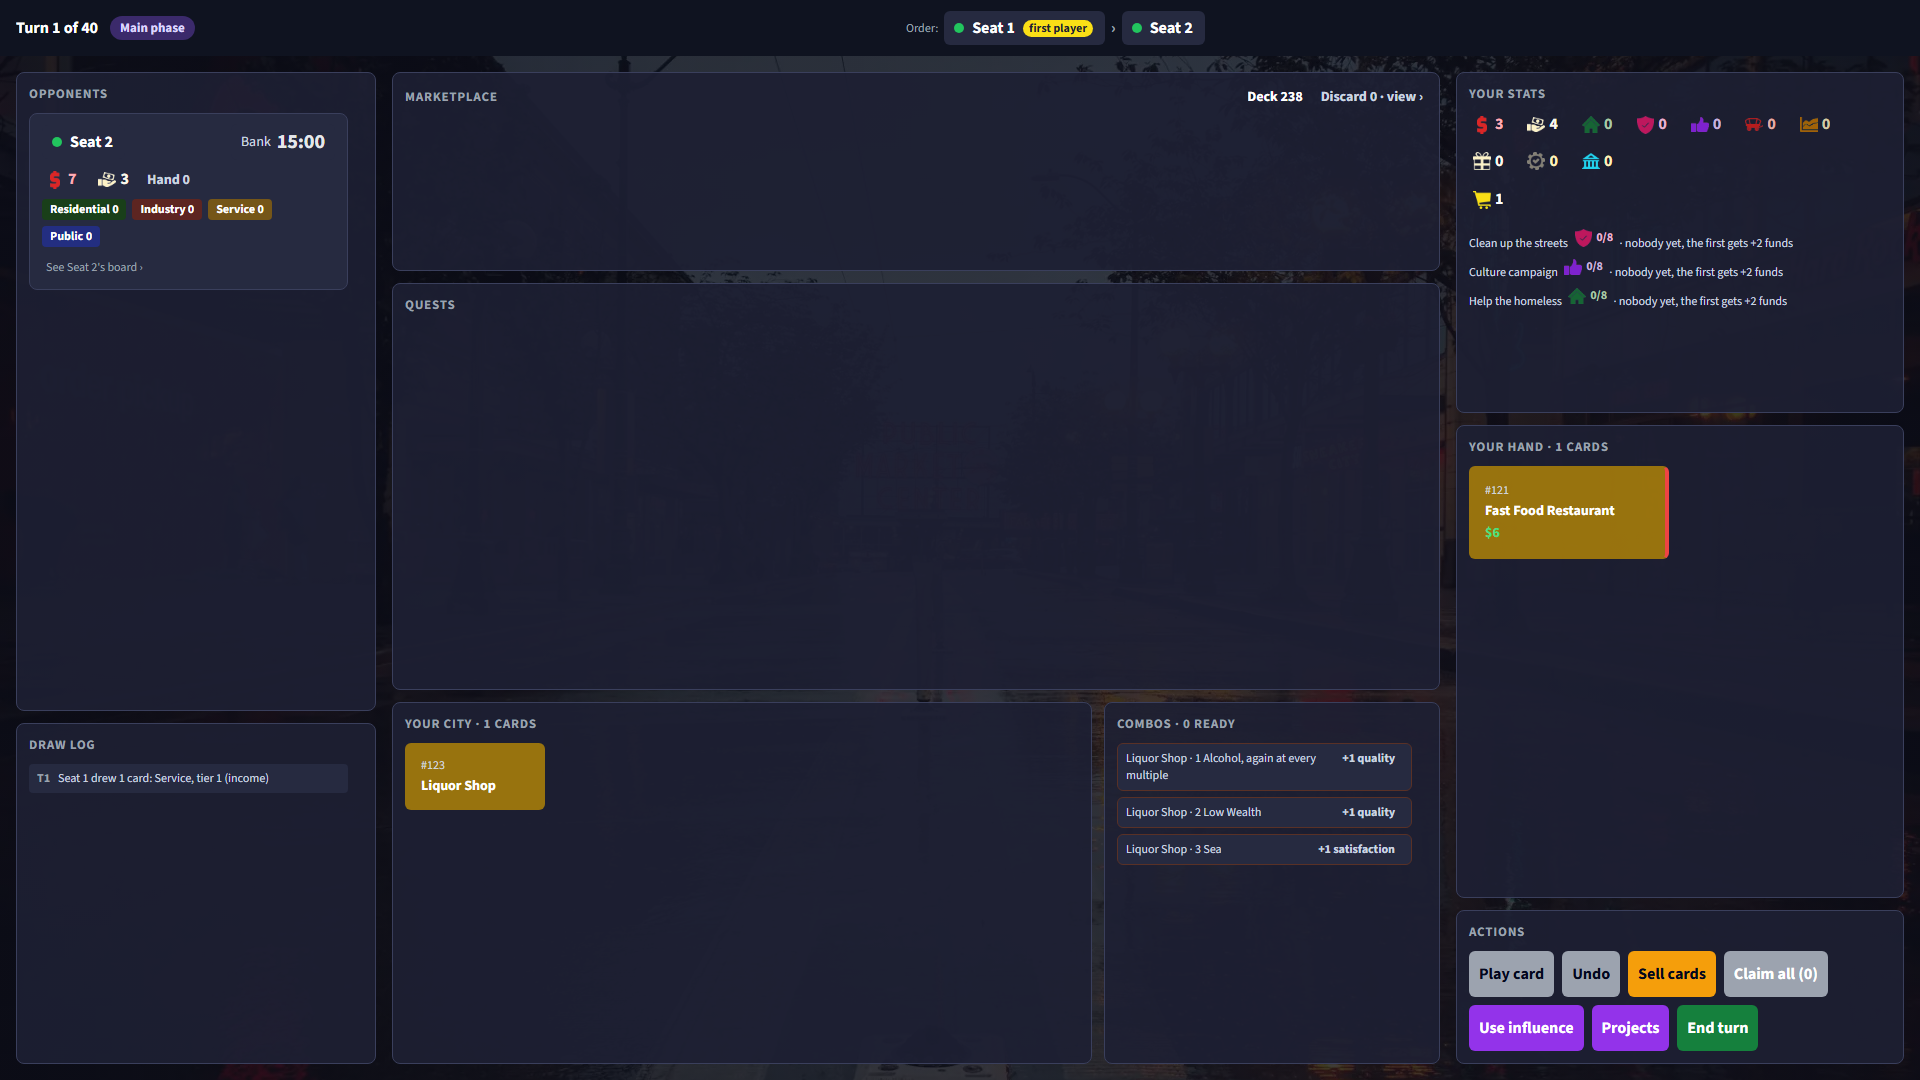 Turn 1 of 40
Main phase
Order:
Seat 1
first player
›
Seat 2
OPPONENTS
Seat 2
Bank 15:00
7
3
Hand 0
Residential 0
Industry 0
Service 0
Public 0
See Seat 2's board ›
DRAW LOG
T1 Seat 1 drew 1 card: Service, tier 1 (income)
MARKETPLACE
Deck 238
Discard 0 · view ›
QUESTS
YOUR CITY · 1 CARDS
#123
Liquor Shop
COMBOS · 0 READY
Liquor Shop · 1 Alcohol, again at every
multiple
+1 quality
Liquor Shop · 2 Low Wealth
+1 quality
Liquor Shop · 3 Sea
+1 satisfaction
YOUR STATS
$ 3
4
0
0
0
0
0
0
0
0
1
Clean up the streets 0/8 · nobody yet, the first gets +2 funds
Culture campaign 0/8 · nobody yet, the first gets +2 funds
Help the homeless 0/8 · nobody yet, the first gets +2 funds
YOUR HAND · 1 CARDS
#121
Fast Food Restaurant
$6
ACTIONS
Play card
Undo
Sell cards
Claim all (0)
Use influence
Projects
End turn